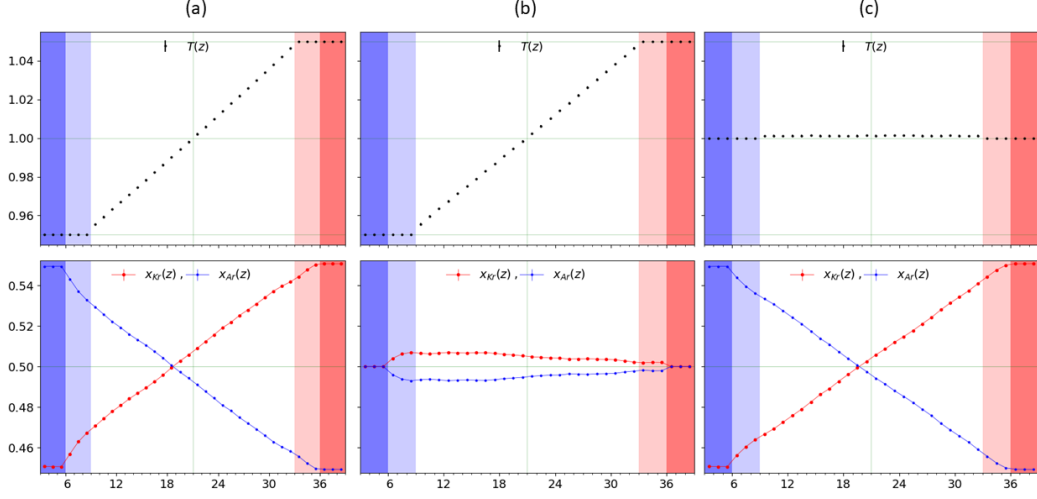 (a) (b) (c)
T(z) T(z) T(z)
1.04
1.00
0.98
0.96
x_Kr(z) , x_Ar(z) x_Kr(z) , x_Ar(z) x_Kr(z) , x_Ar(z)
0.54
0.52
0.50
0.48
0.46
6 12 18 24 30 36 6 12 18 24 30 36 6 12 18 24 30 36